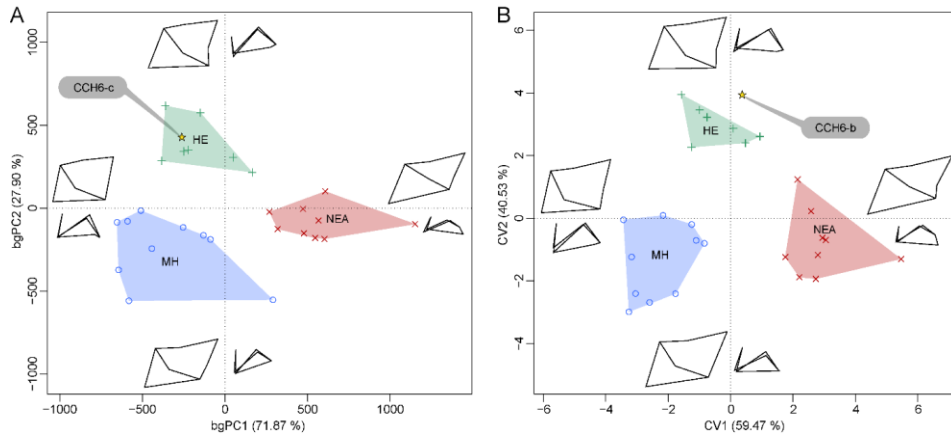 A
1000
500
0
-500
-1000
bgPC2 (27.90 %)
CCH6-c
HE
NEA
MH
-1000 -500 0 500 1000
bgPC1 (71.87 %)
B
6
4
2
0
-2
-4
CV2 (40.53 %)
CCH6-b
HE
NEA
MH
-6 -4 -2 0 2 4 6
CV1 (59.47 %)